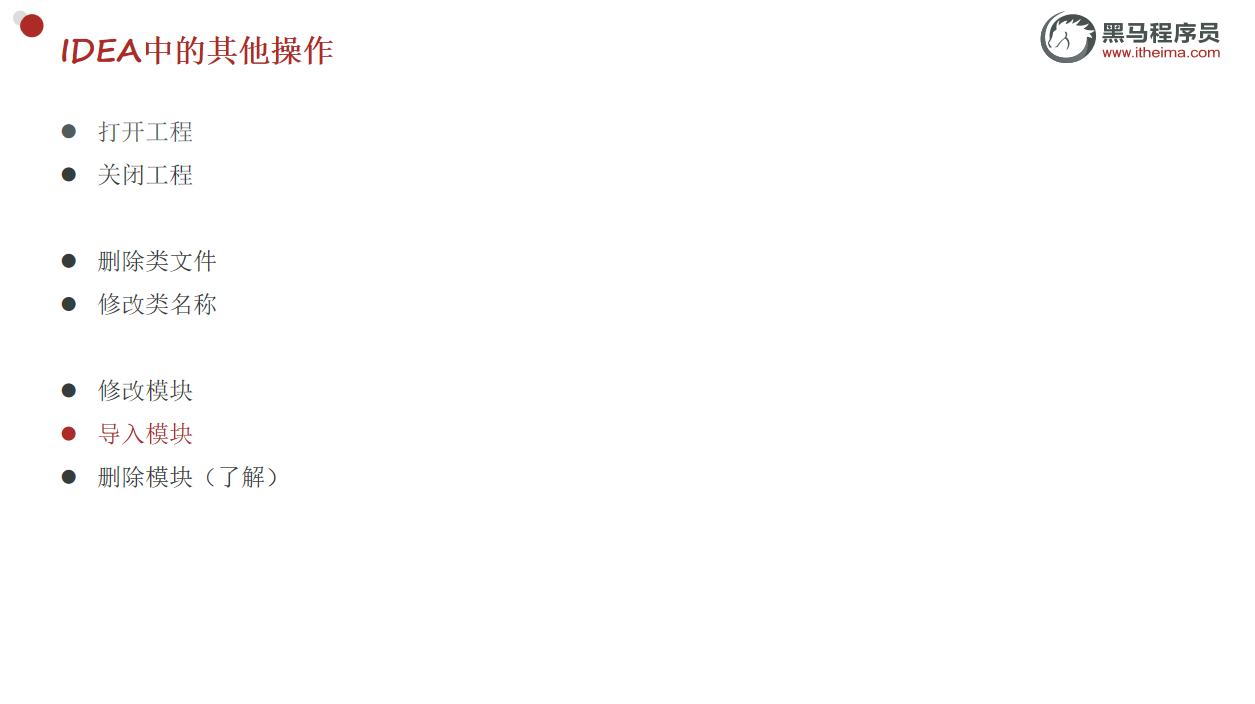 IDEA中的其他操作
黑马程序员
www.itheima.com
打开工程
关闭工程
删除类文件
修改类名称
修改模块
导入模块
删除模块（了解）